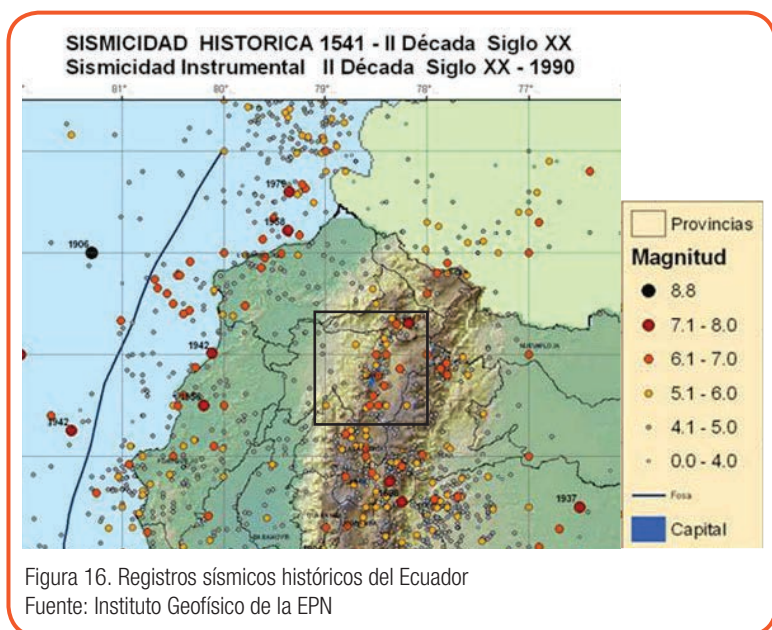 SISMICIDAD HISTORICA 1541 - II Década Siglo XX
Sismicidad Instrumental II Década Siglo XX - 1990
81°
80°
79°
78°
77°
1979
1958
1906
1942
1942
1937
Provincias
Magnitud
8.8
7.1 - 8.0
6.1 - 7.0
5.1 - 6.0
4.1 - 5.0
0.0 - 4.0
Fosa
Capital
Figura 16. Registros sísmicos históricos del Ecuador
Fuente: Instituto Geofísico de la EPN